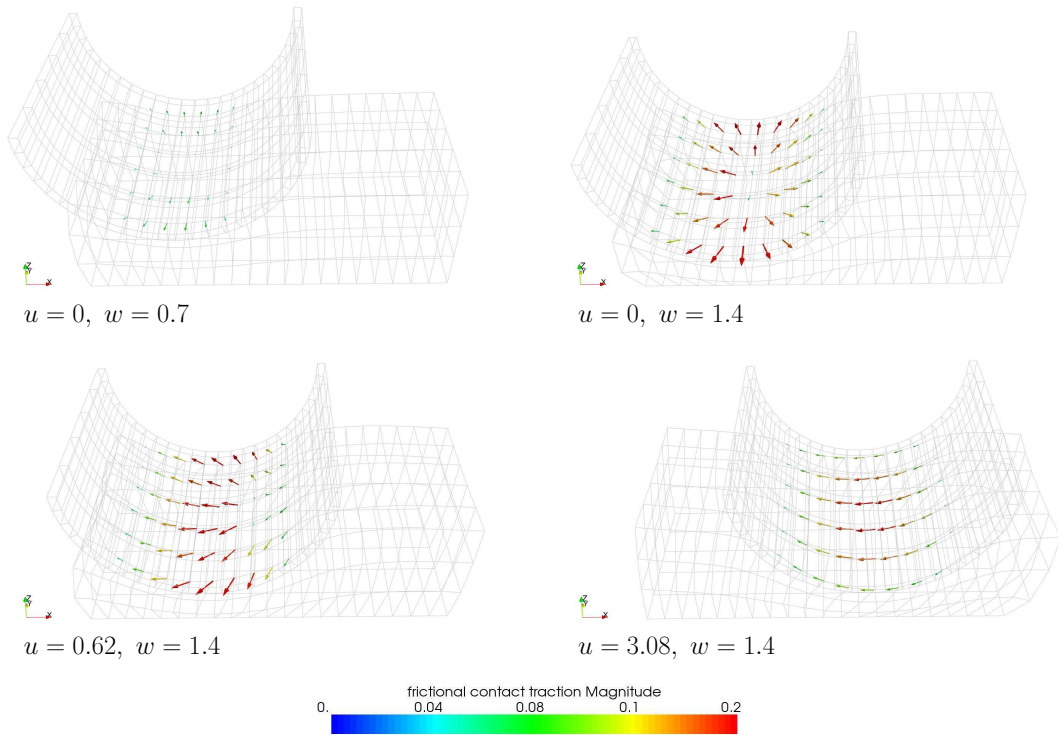 u = 0, w = 0.7
u = 0, w = 1.4
u = 0.62, w = 1.4
u = 3.08, w = 1.4
frictional contact traction Magnitude
0. 0.04 0.08 0.1 0.2